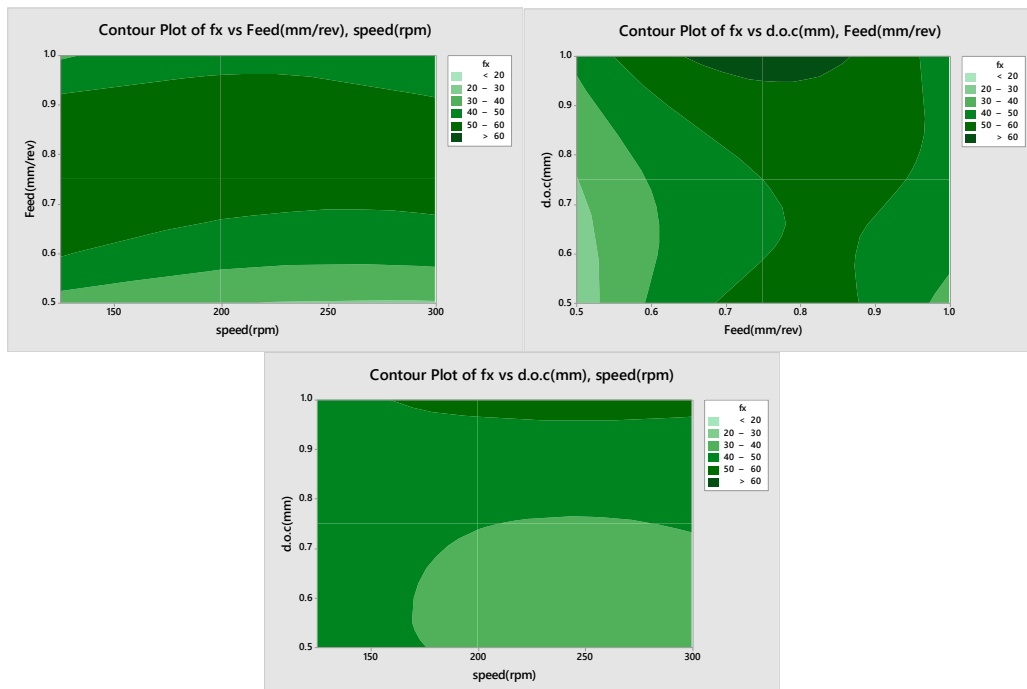 Contour Plot of fx vs Feed(mm/rev), speed(rpm)
1.0
0.9
0.8
0.7
0.6
0.5
Feed(mm/rev)
150
200
250
300
speed(rpm)
fx
< 20
20 – 30
30 – 40
40 – 50
50 – 60
> 60
Contour Plot of fx vs d.o.c(mm), Feed(mm/rev)
1.0
0.9
0.8
0.7
0.6
0.5
d.o.c(mm)
0.5
0.6
0.7
0.8
0.9
1.0
Feed(mm/rev)
fx
< 20
20 – 30
30 – 40
40 – 50
50 – 60
> 60
Contour Plot of fx vs d.o.c(mm), speed(rpm)
1.0
0.9
0.8
0.7
0.6
0.5
d.o.c(mm)
150
200
250
300
speed(rpm)
fx
< 20
20 – 30
30 – 40
40 – 50
50 – 60
> 60